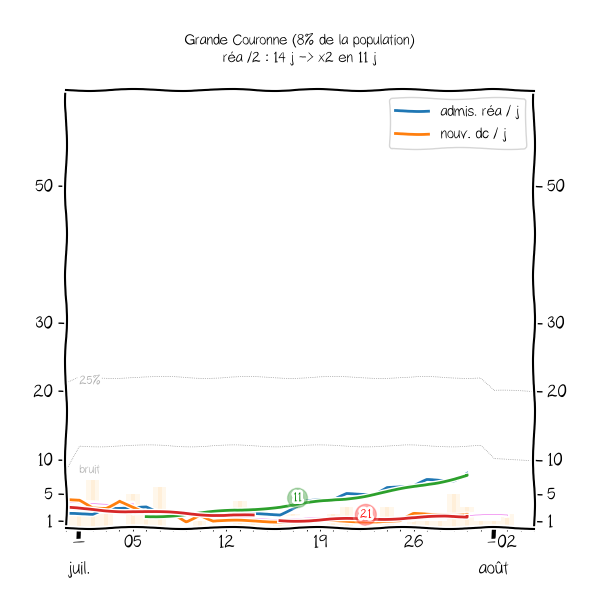 Grande Couronne (8% de la population)
réa /2 : 14 j -> x2 en 11 j
admis. réa / j
nouv. dc / j
50
50
30
30
25%
20
20
bruit
10
10
11
5
5
21
1
1
05
12
19
26
02
juil.
août